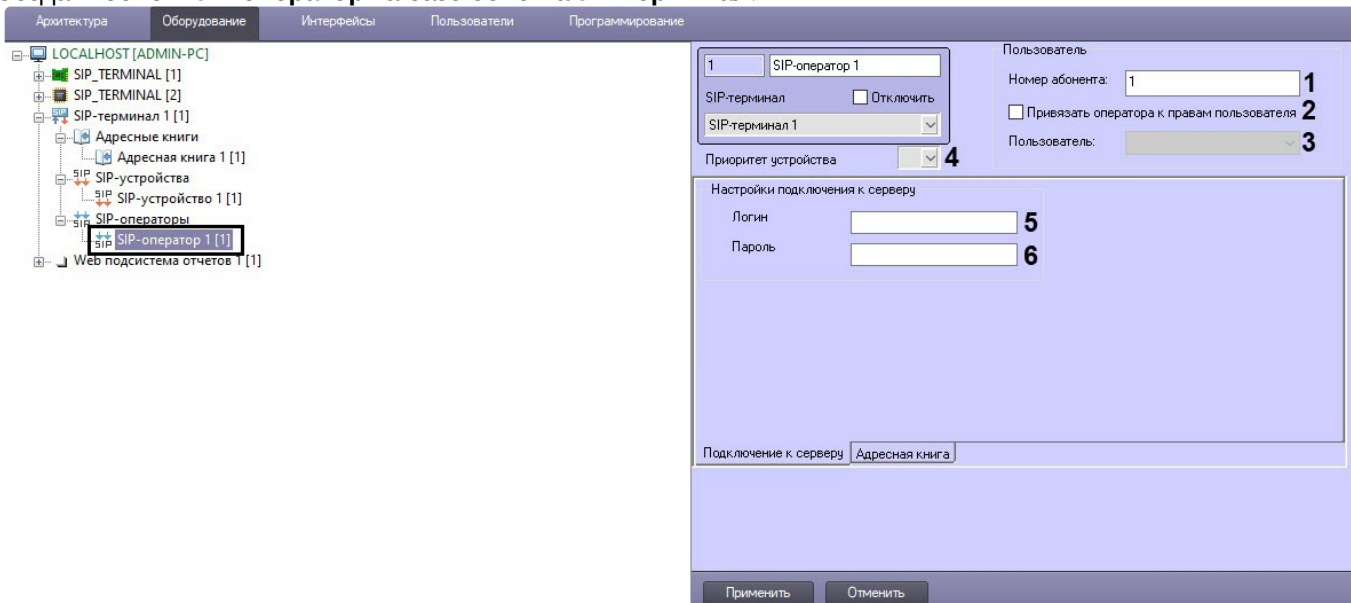 Архитектура Оборудование Интерфейсы Пользователи Программирование
LOCALHOST [ADMIN-PC]
SIP_TERMINAL [1]
SIP_TERMINAL [2]
SIP-терминал 1 [1]
Адресные книги
Адресная книга 1 [1]
SIP-устройства
SIP-устройство 1 [1]
SIP-операторы
SIP-оператор 1 [1]
Web подсистема отчетов 1 [1]
1 SIP-оператор 1
SIP-терминал Отключить
SIP-терминал 1
Приоритет устройства 4
Пользователь
Номер абонента: 1 1
Привязать оператора к правам пользователя 2
Пользователь: 3
Настройки подключения к серверу
Логин 5
Пароль 6
Подключение к серверу Адресная книга
Применить Отменить